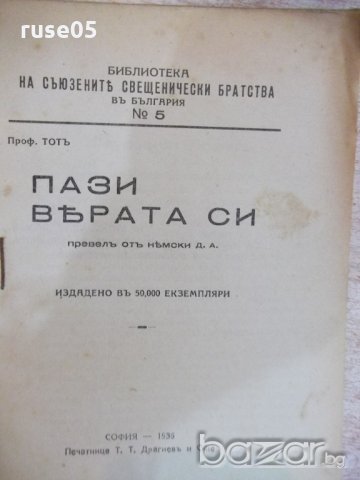 ruse05
БИБЛИОТЕКА
НА СЪЮЗЕНИТѢ СВЕЩЕНИЧЕСКИ БРАТСТВА
ВЪ БЪЛГАРИЯ
№ 5
Проф. ТОТЪ
ПАЗИ
ВѢРАТА СИ
превелъ отъ нѣмски Д. А.
ИЗДАДЕНО ВЪ 50,000 ЕКЗЕМПЛЯРИ
СОФИЯ — 1935
Печатница Т. Т. Драгиевъ и
bazar.bg